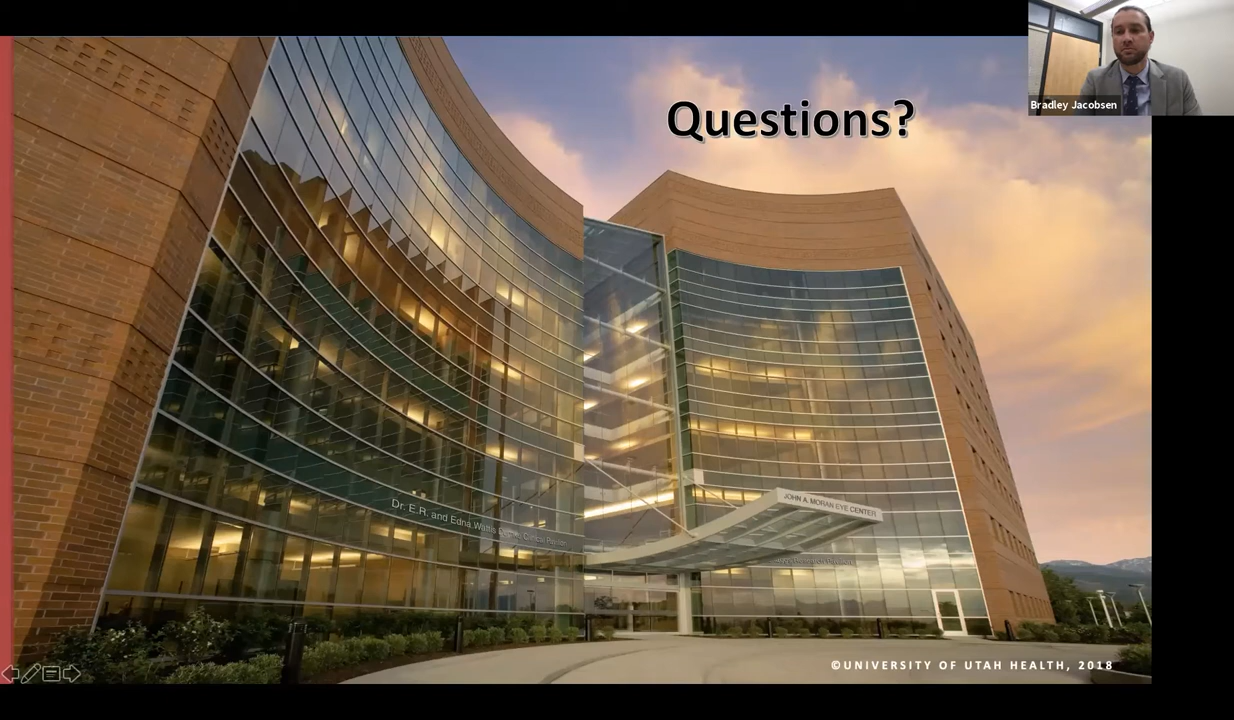 Questions?
Bradley Jacobsen
Dr. E.R. and Edna Wattis
JOHN A. MORAN EYE CENTER
©UNIVERSITY OF UTAH HEALTH, 2018